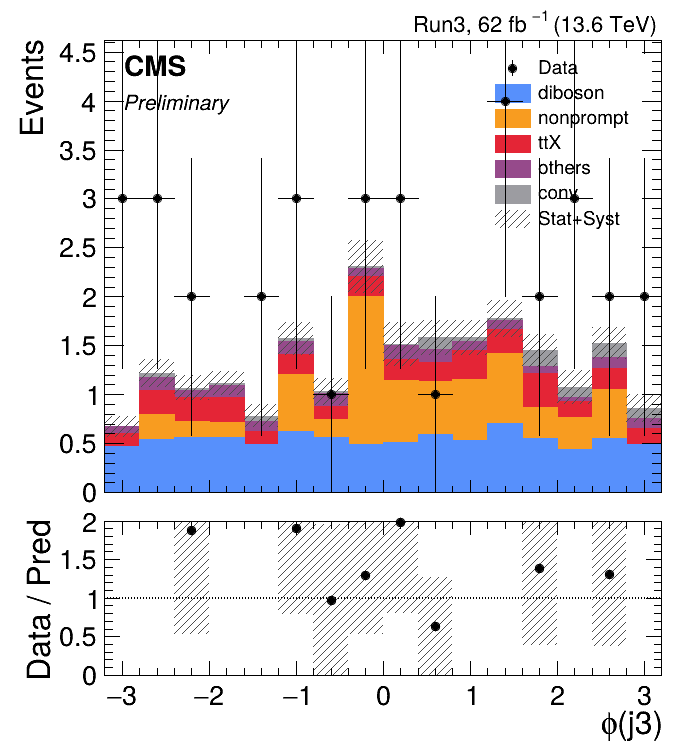 Run3, 62 fb⁻¹ (13.6 TeV)
CMS
Preliminary
Events
Data
diboson
nonprompt
ttX
others
conv
Stat+Syst
4.5
4
3.5
3
2.5
2
1.5
1
0.5
0
Data / Pred
2
1.5
1
0.5
0
−3 −2 −1 0 1 2 3
ϕ(j3)